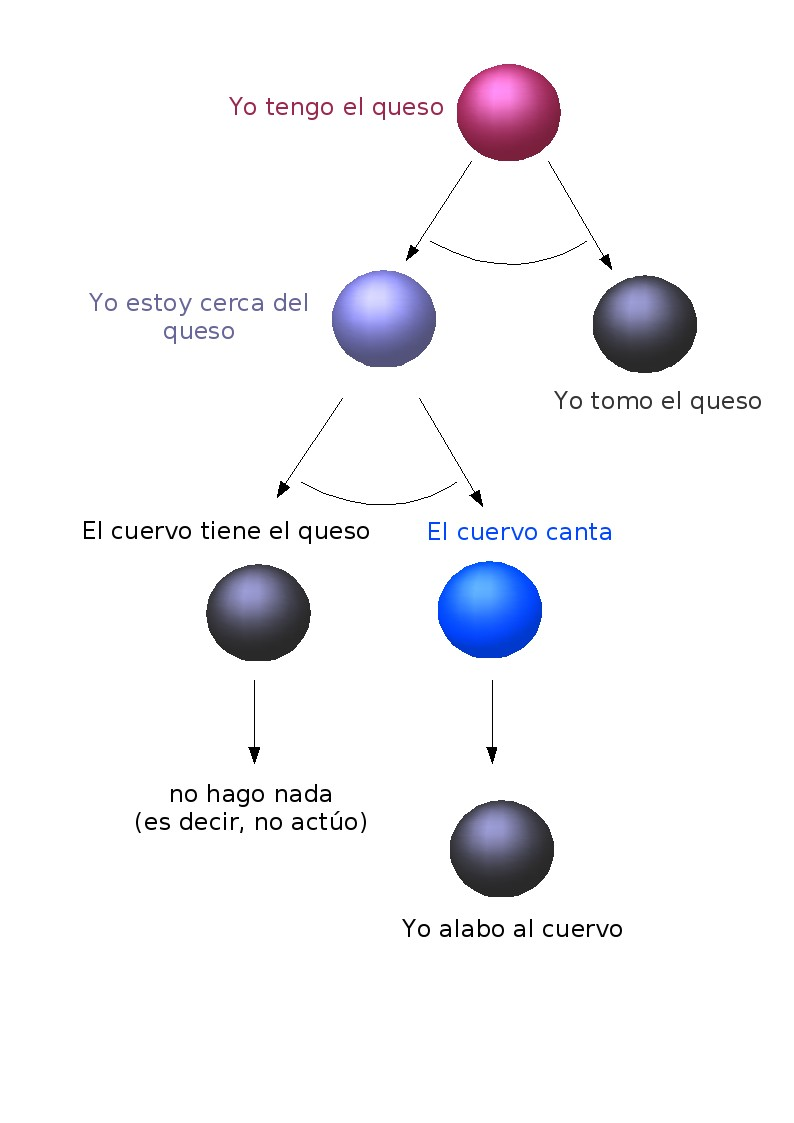 Yo tengo el queso
Yo estoy cerca del
queso
Yo tomo el queso
El cuervo tiene el queso
El cuervo canta
no hago nada
(es decir, no actúo)
Yo alabo al cuervo